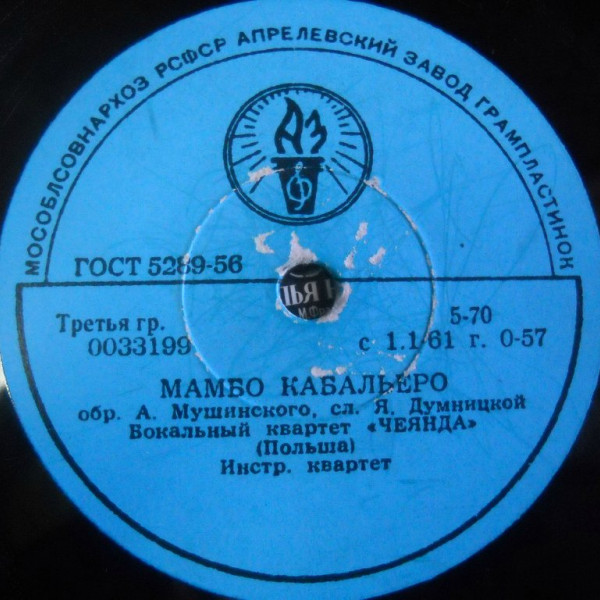 МОСОБЛСОВНАРХОЗ РСФСР АПРЕЛЕВСКИЙ ЗАВОД ГРАМПЛАСТИНОК
АЗ
ГОСТ 5289-56
Третья гр. 5-70
0033199 с 1.1-61 г. 0-57
МАМБО КАБАЛЬЕРО
обр. А. Мушинского, сл. Я. Думницкой
Вокальный квартет «ЧЕЯНДА»
(Польша)
Инстр. квартет